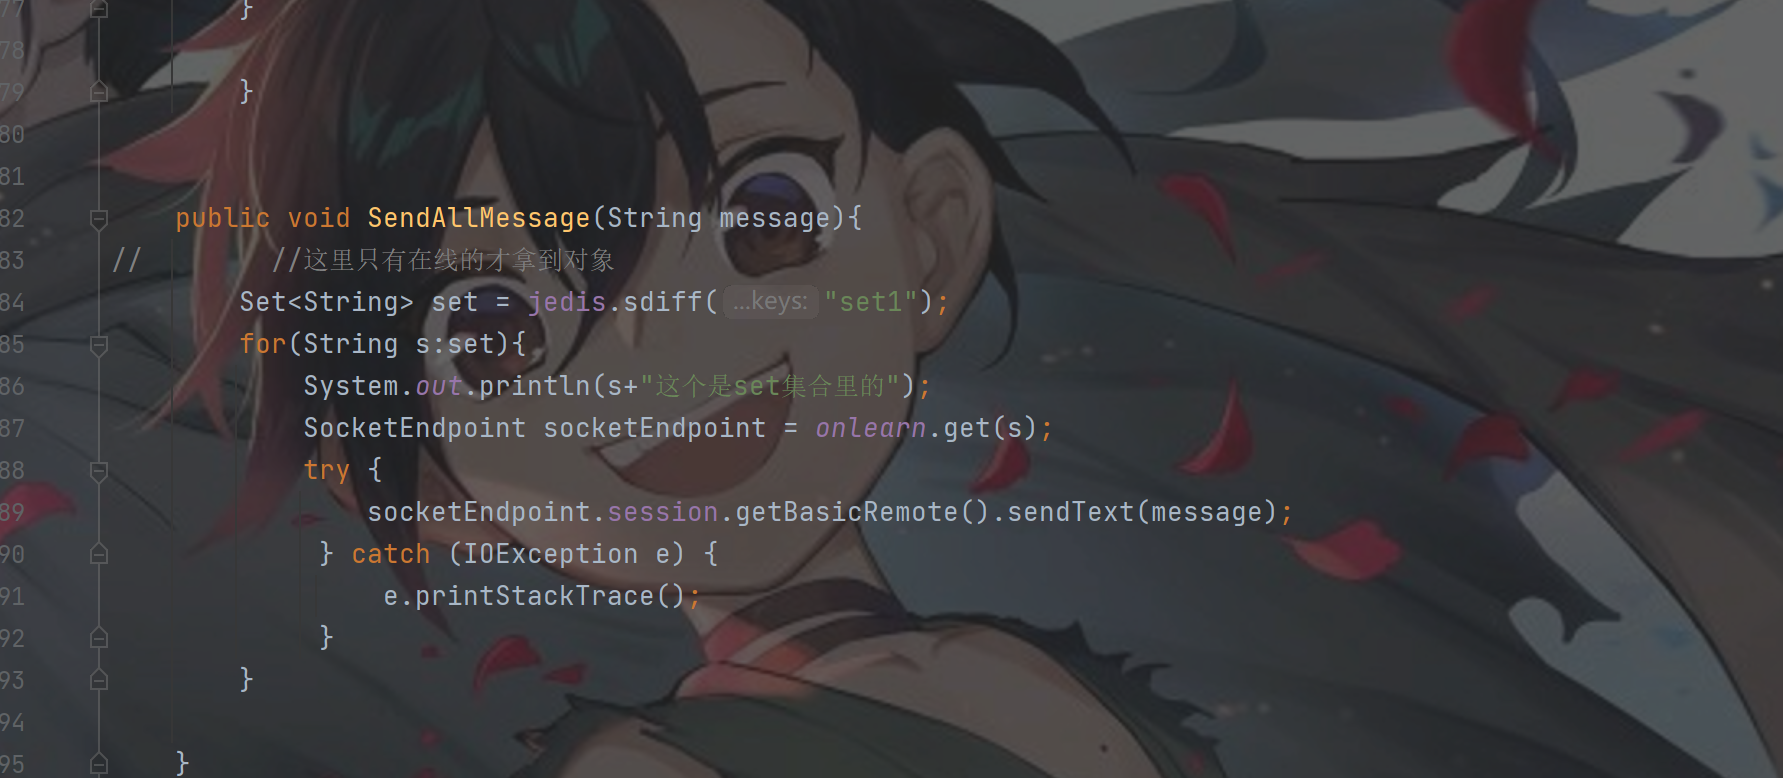 77 }
78
79 }
80
81
82 public void SendAllMessage(String message){
83 // //这里只有在线的才拿到对象
84 Set<String> set = jedis.sdiff( ...keys: "set1");
85 for(String s:set){
86 System.out.println(s+"这个是set集合里的");
87 SocketEndpoint socketEndpoint = onlearn.get(s);
88 try {
89 socketEndpoint.session.getBasicRemote().sendText(message);
90 } catch (IOException e) {
91 e.printStackTrace();
92 }
93 }
94
95 }